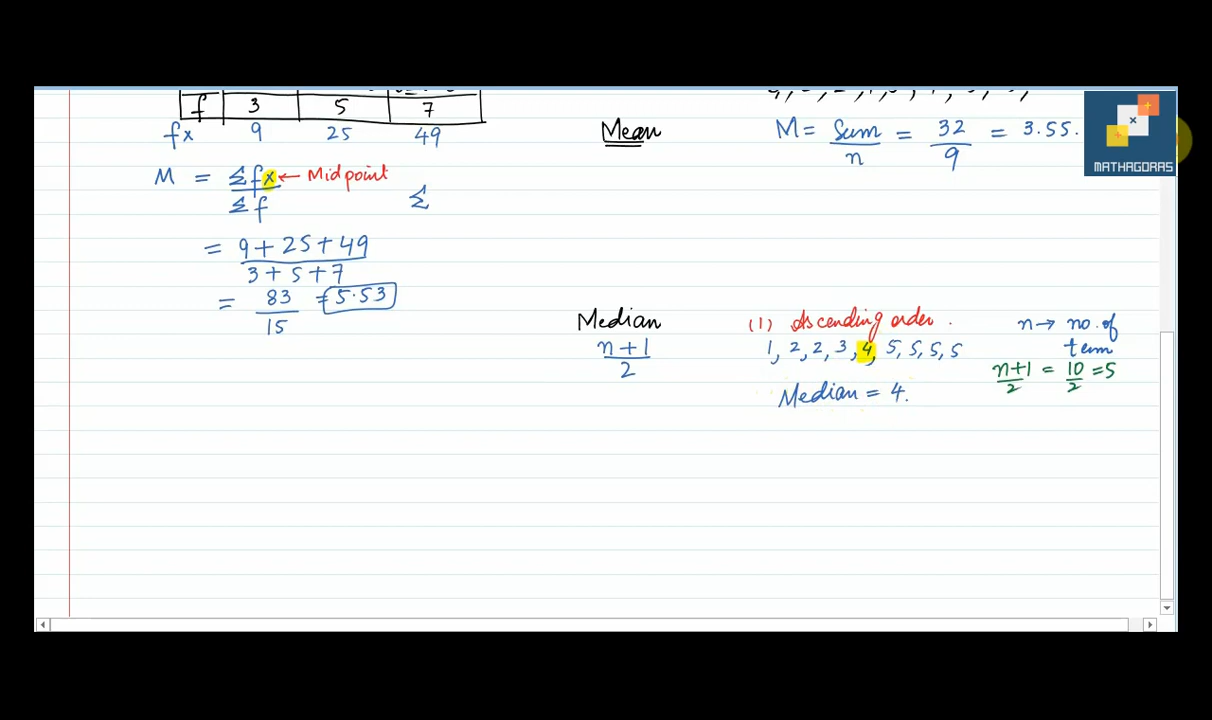 f 3 5 7
fx 9 25 49
M = Σfx ← Midpoint
Σf
Σ
= 9 + 25 + 49
3 + 5 + 7
= 83 = 5.53
15
Mean
M = Sum = 32 = 3.55.
n 9
MATHAGORAS
Median
n + 1
2
(1) Ascending order.
1, 2, 2, 3, 4, 5, 5, 5, 5
Median = 4.
n → no. of
term
n+1 = 10 = 5
2 2